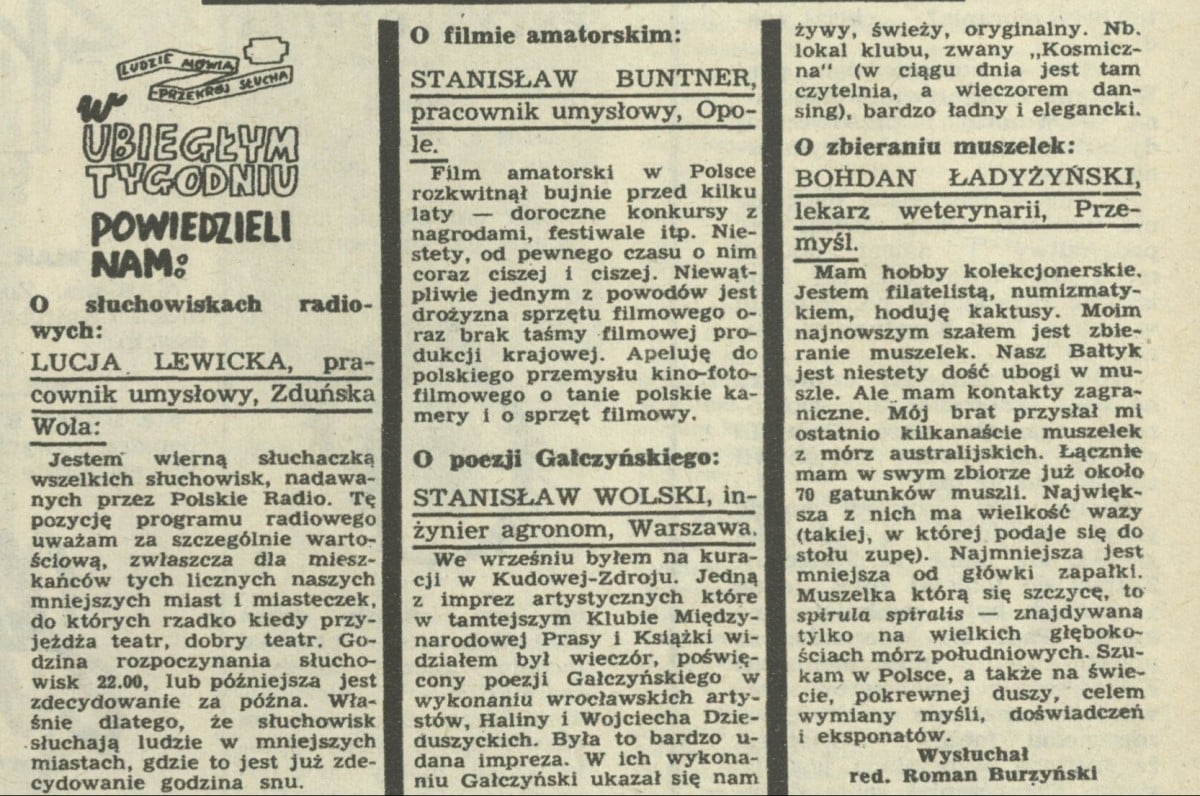 LUDZIE MÓWIĄ
PRZEKRÓJ SŁUCHA
W
UBIEGŁYM
TYGODNIU
POWIEDZIELI
NAM:
O słuchowiskach radio-
wych:
LUCJA LEWICKA, pra-
cownik umysłowy, Zduńska
Wola:
Jestem wierną słuchaczką
wszelkich słuchowisk, nadawa-
nych przez Polskie Radio. Tę
pozycję programu radiowego
uważam za szczególnie warto-
ściową, zwłaszcza dla miesz-
kańców tych licznych naszych
mniejszych miast i miasteczek,
do których rzadko kiedy przy-
jeżdża teatr, dobry teatr. Go-
dzina rozpoczynania słucho-
wisk 22.00, lub późniejsza jest
zdecydowanie za późna. Wła-
śnie dlatego, że słuchowisk
słuchają ludzie w mniejszych
miastach, gdzie to jest już zde-
cydowanie godzina snu.
O filmie amatorskim:
STANISŁAW BUNTNER,
pracownik umysłowy, Opo-
le.
Film amatorski w Polsce
rozkwitnął bujnie przed kilku
laty — doroczne konkursy z
nagrodami, festiwale itp. Nie-
stety, od pewnego czasu o nim
coraz ciszej i ciszej. Niewąt-
pliwie jednym z powodów jest
drożyzna sprzętu filmowego o-
raz brak taśmy filmowej pro-
dukcji krajowej. Apeluję do
polskiego przemysłu kino-foto-
filmowego o tanie polskie ka-
mery i o sprzęt filmowy.
O poezji Gałczyńskiego:
STANISŁAW WOLSKI, in-
żynier agronom, Warszawa.
We wrześniu byłem na kura-
cji w Kudowej-Zdroju. Jedną
z imprez artystycznych które
w tamtejszym Klubie Między-
narodowej Prasy i Książki wi-
działem był wieczór, poświę-
cony poezji Gałczyńskiego w
wykonaniu wrocławskich arty-
stów, Haliny i Wojciecha Dzie-
duszyckich. Była to bardzo u-
dana impreza. W ich wykona-
niu Gałczyński ukazał się nam
żywy, świeży, oryginalny. Nb.
lokal klubu, zwany „Kosmicz-
na" (w ciągu dnia jest tam
czytelnia, a wieczorem dan-
sing), bardzo ładny i elegancki.
O zbieraniu muszelek:
BOHDAN ŁADYŻYŃSKI,
lekarz weterynarii, Prze-
myśl.
Mam hobby kolekcjonerskie.
Jestem filatelistą, numizmaty-
kiem, hoduję kaktusy. Moim
najnowszym szałem jest zbie-
ranie muszelek. Nasz Bałtyk
jest niestety dość ubogi w mu-
szle. Ale mam kontakty zagra-
niczne. Mój brat przysłał mi
ostatnio kilkanaście muszelek
z mórz australijskich. Łącznie
mam w swym zbiorze już około
70 gatunków muszli. Najwięk-
sza z nich ma wielkość wazy
(takiej, w której podaje się do
stołu zupę). Najmniejsza jest
mniejsza od główki zapałki.
Muszelka którą się szczycę, to
spirula spiralis — znajdywana
tylko na wielkich głęboko-
ściach mórz południowych. Szu-
kam w Polsce, a także na świe-
cie, pokrewnej duszy, celem
wymiany myśli, doświadczeń
i eksponatów.
Wysłuchał
red. Roman Burzyński